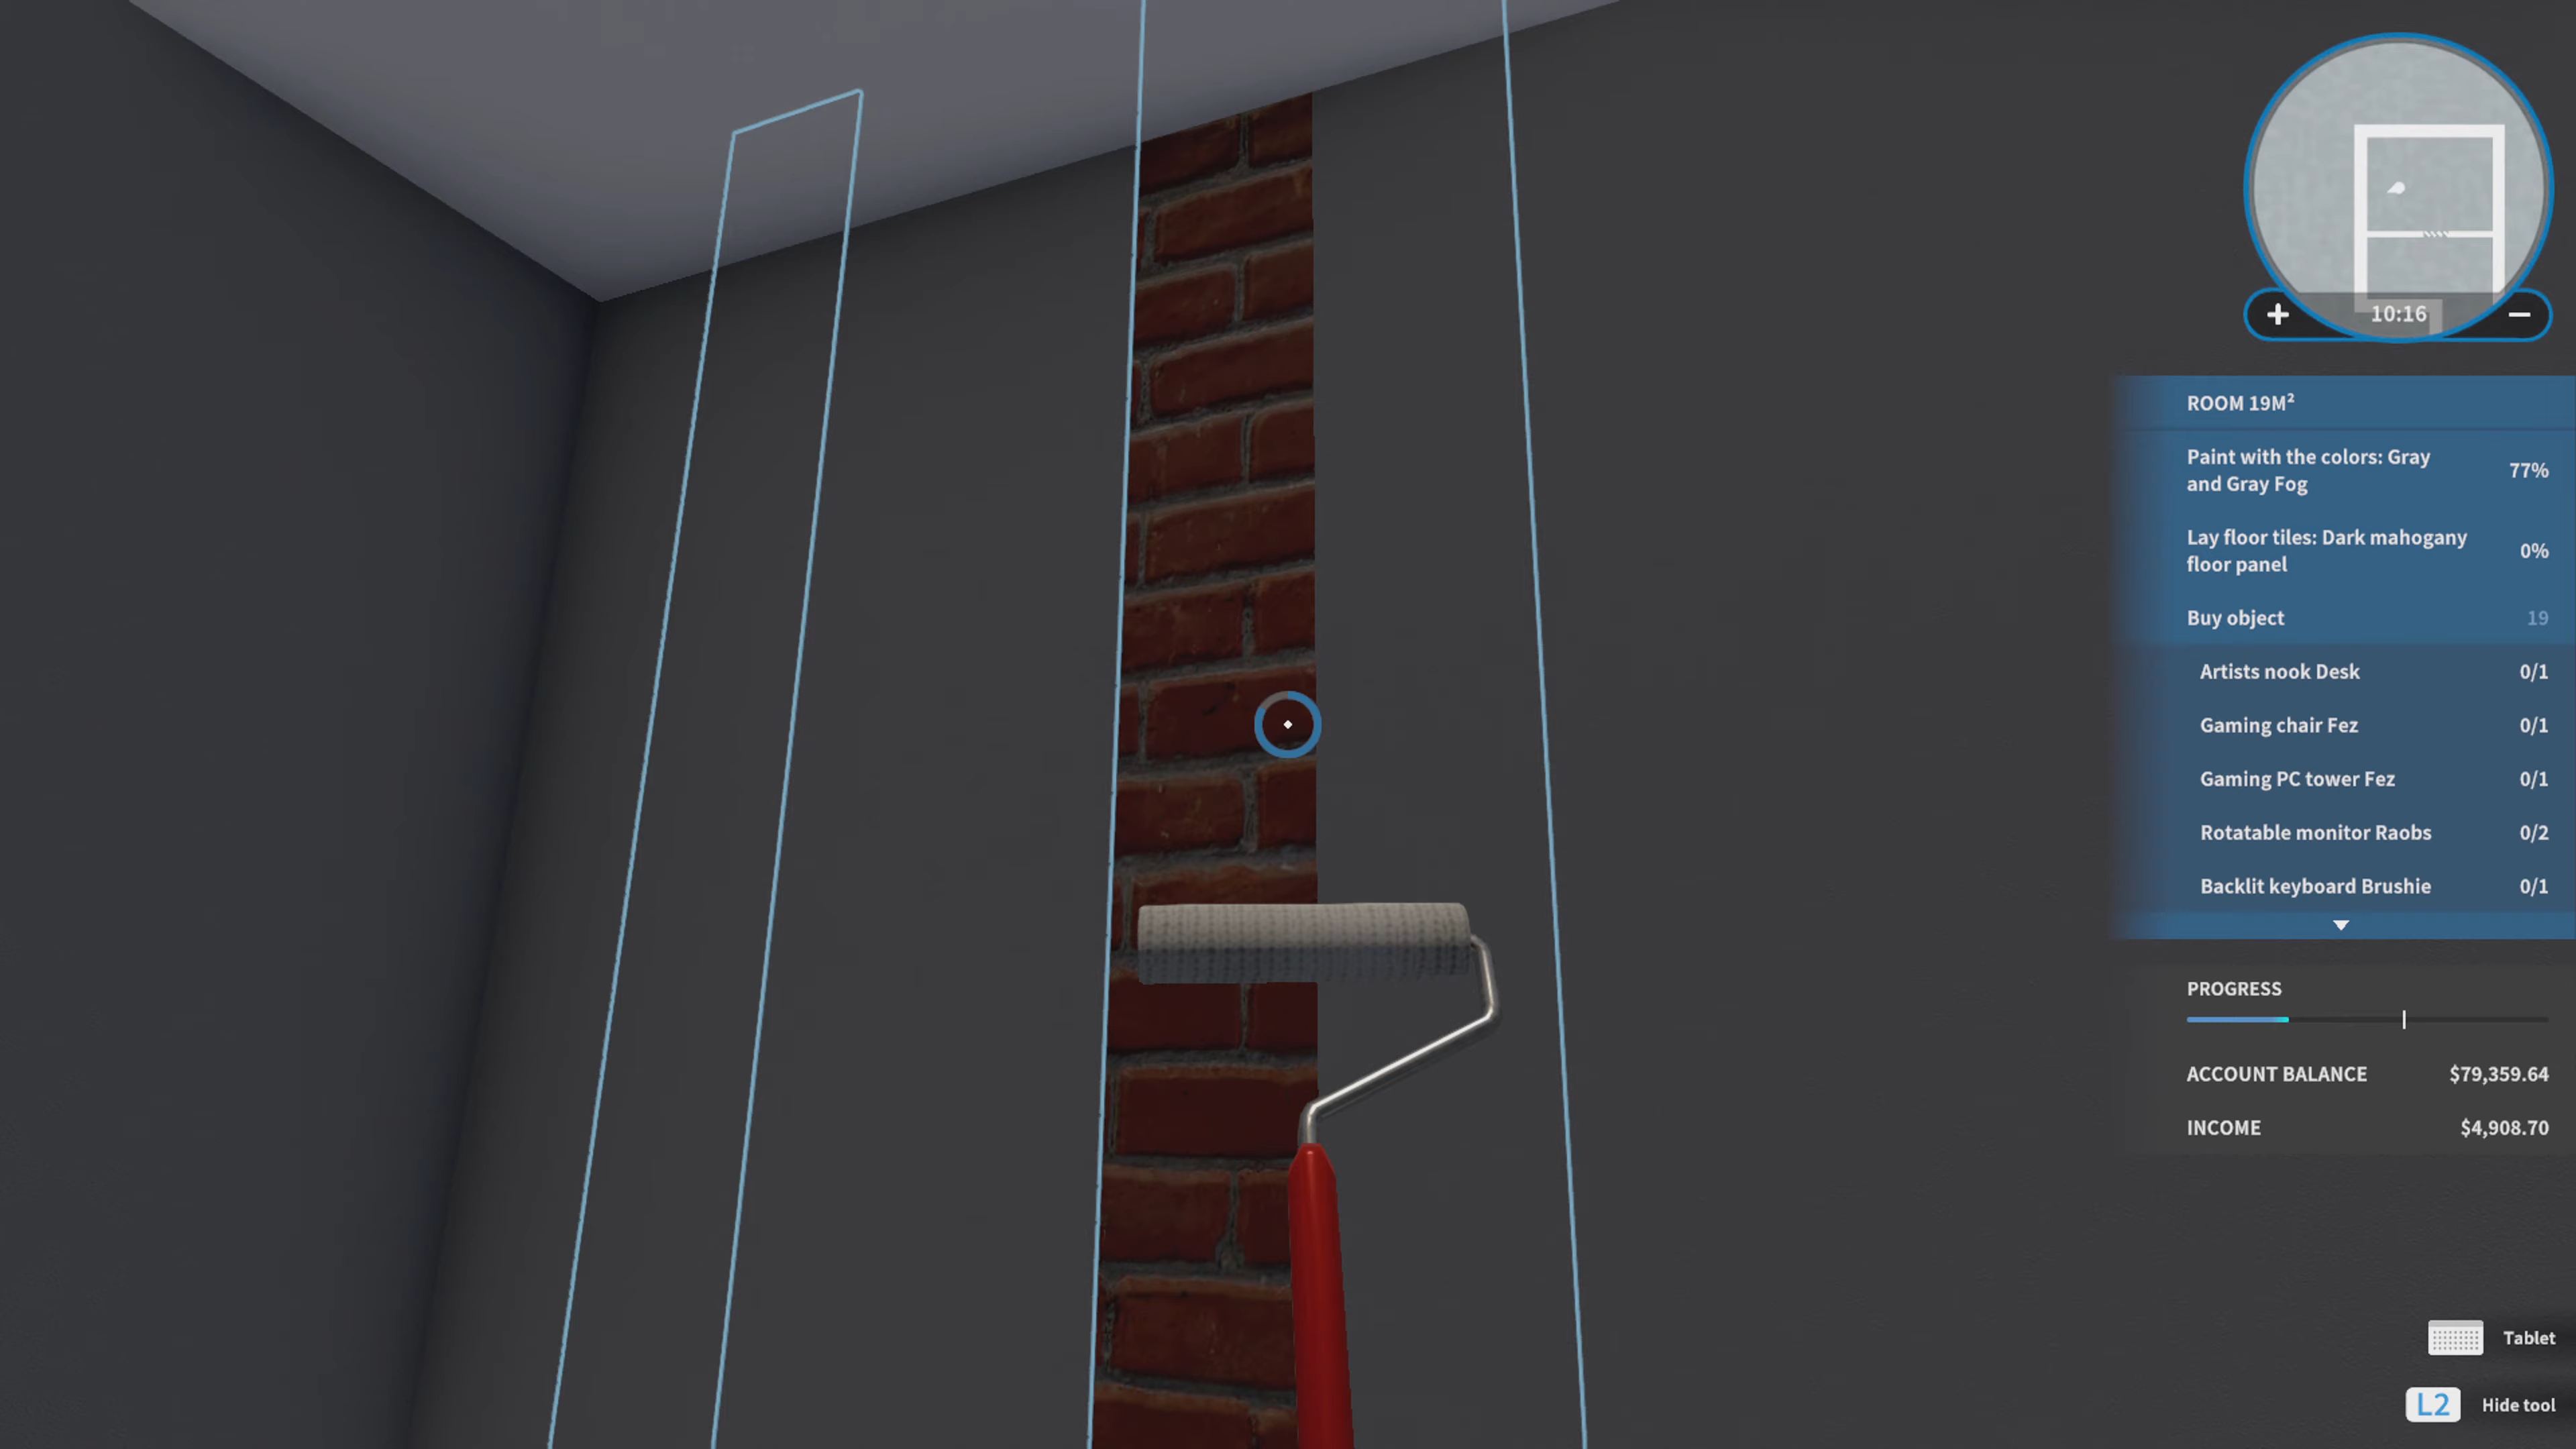 10:16
ROOM 19M²
Paint with the colors: Gray
and Gray Fog
77%
Lay floor tiles: Dark mahogany
floor panel
0%
Buy object 19
Artists nook Desk 0/1
Gaming chair Fez 0/1
Gaming PC tower Fez 0/1
Rotatable monitor Raobs 0/2
Backlit keyboard Brushie 0/1
PROGRESS
ACCOUNT BALANCE $79,359.64
INCOME $4,908.70
Tablet
L2 Hide tool